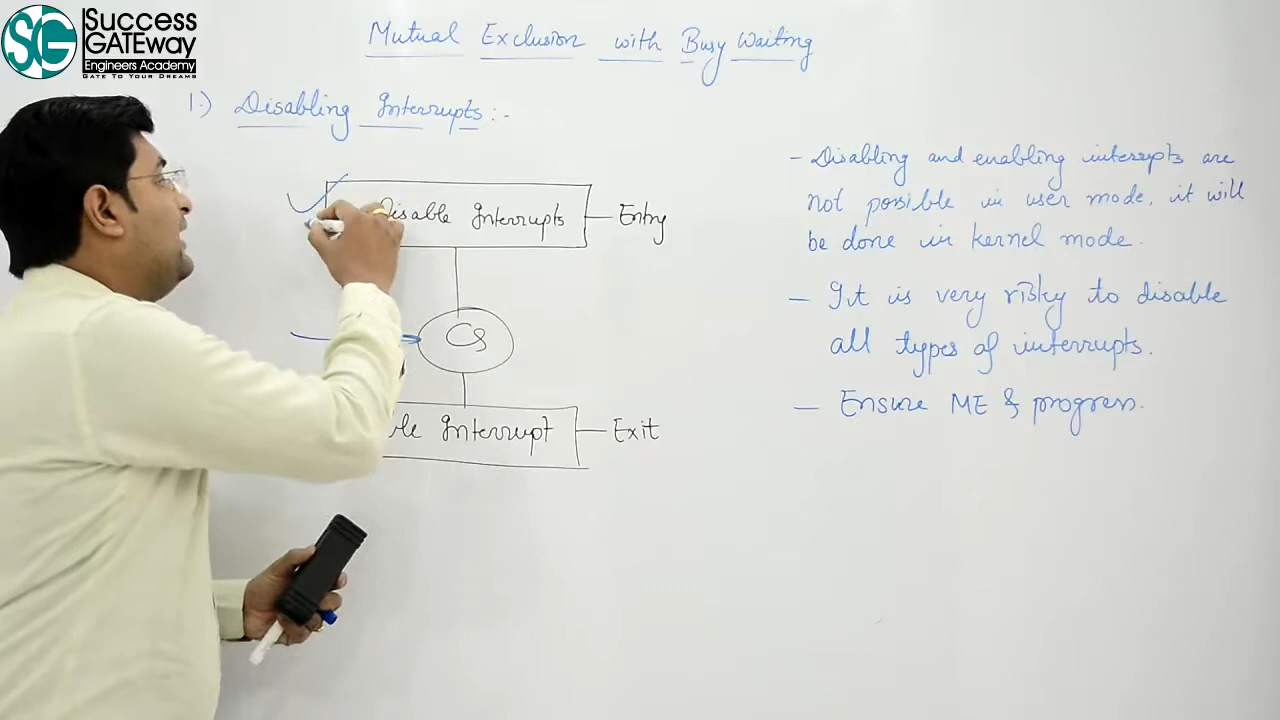 Success
GATEway
Engineers Academy
GATE TO YOUR DREAMS
SG
Mutual Exclusion with Busy Waiting
1.) Disabling Interrupts :-
Disable Interrupts
Entry
CS
Interrupt
Exit
- Disabling and enabling interrupts are
not possible in user mode, it will
be done in kernel mode.
- It is very risky to disable
all types of interrupts.
- Ensure ME & progress.